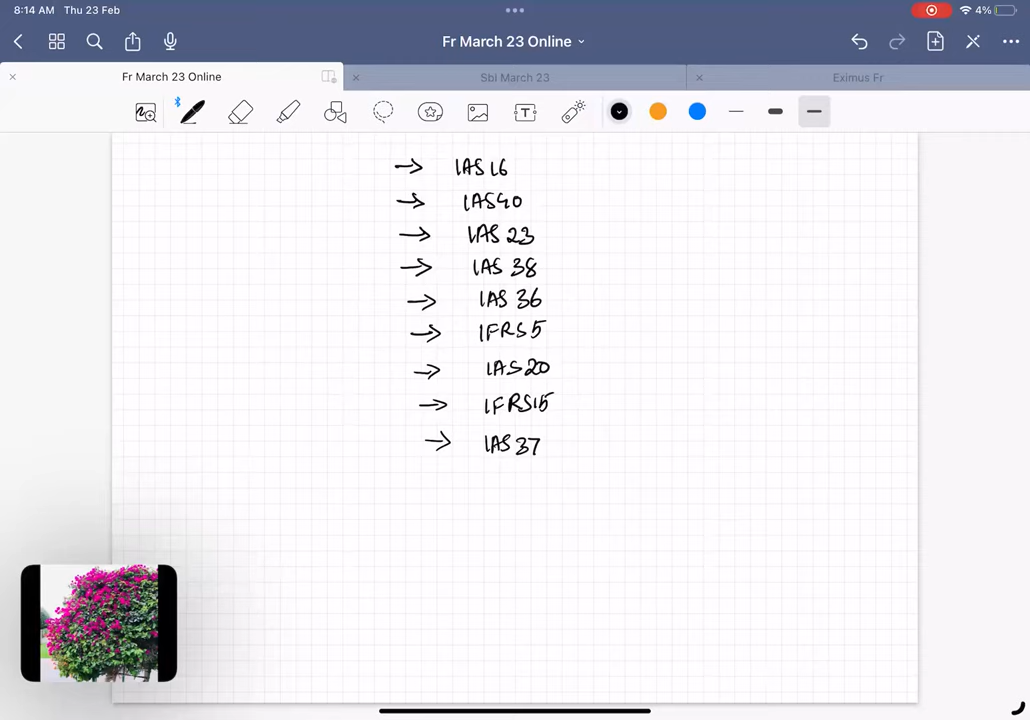 8:14 AM Thu 23 Feb
4%
Fr March 23 Online
Fr March 23 Online
Sbl March 23
Eximus Fr
T
→ IAS 16
→ IAS 40
→ IAS 23
→ IAS 38
→ IAS 36
→ IFRS 5
→ IAS 20
→ IFRS 15
→ IAS 37